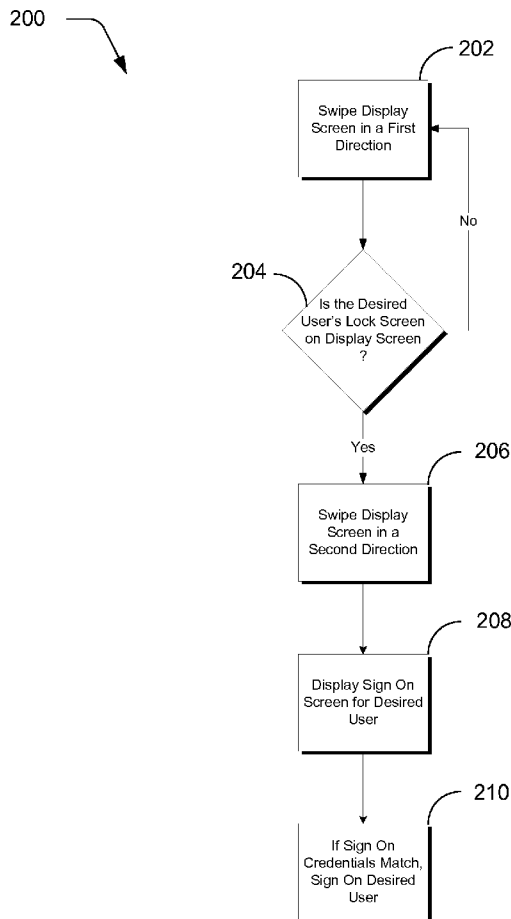 200
202
Swipe Display
Screen in a First
Direction
No
204
Is the Desired
User's Lock Screen
on Display Screen
?
Yes
206
Swipe Display
Screen in a
Second Direction
208
Display Sign On
Screen for Desired
User
210
If Sign On
Credentials Match,
Sign On Desired
User